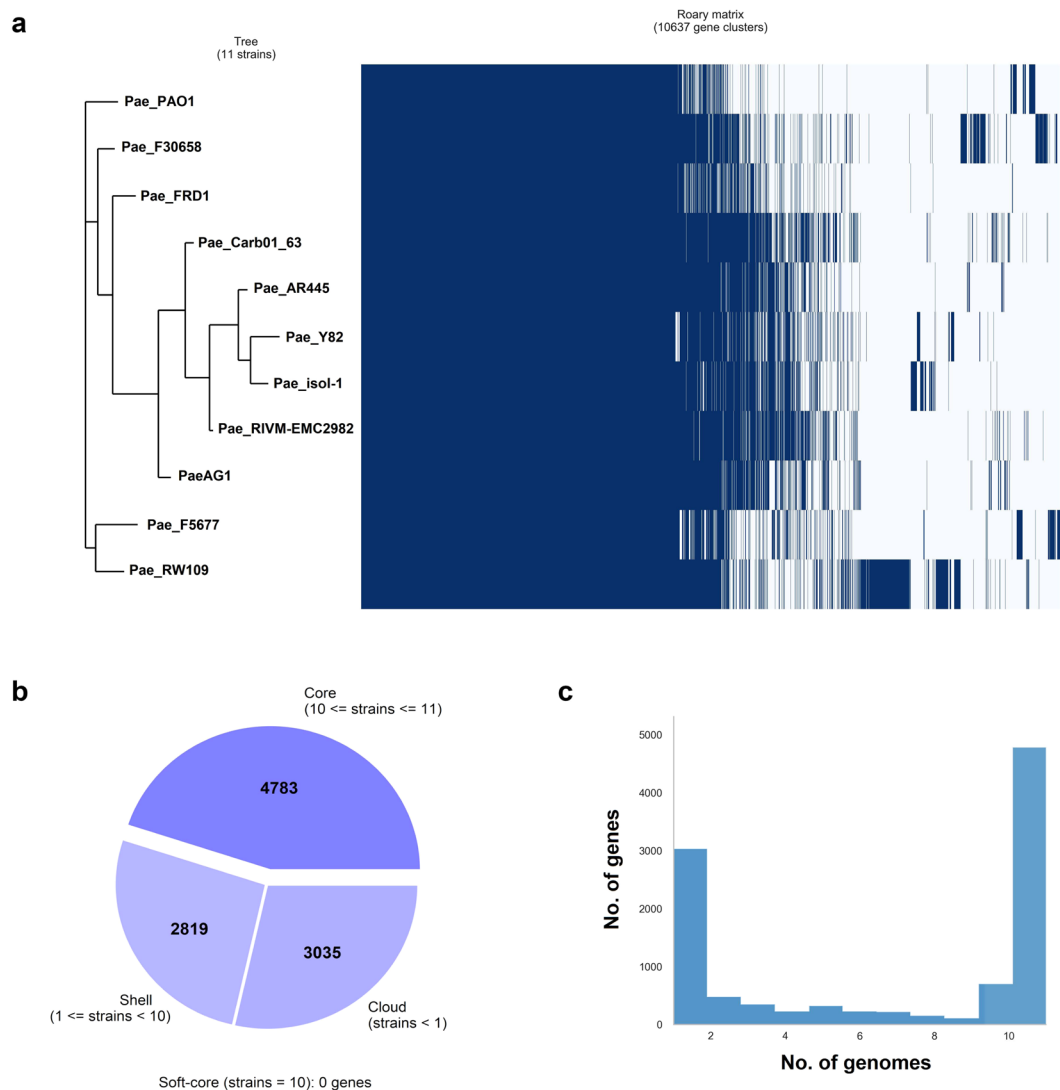 a
Tree
(11 strains)
Roary matrix
(10637 gene clusters)
Pae_PAO1
Pae_F30658
Pae_FRD1
Pae_Carb01_63
Pae_AR445
Pae_Y82
Pae_isol-1
Pae_RIVM-EMC2982
PaeAG1
Pae_F5677
Pae_RW109
b
Core
(10 <= strains <= 11)
4783
2819
3035
Shell
(1 <= strains < 10)
Cloud
(strains < 1)
Soft-core (strains = 10): 0 genes
c
No. of genes
5000
4000
3000
2000
1000
0
2 4 6 8 10
No. of genomes